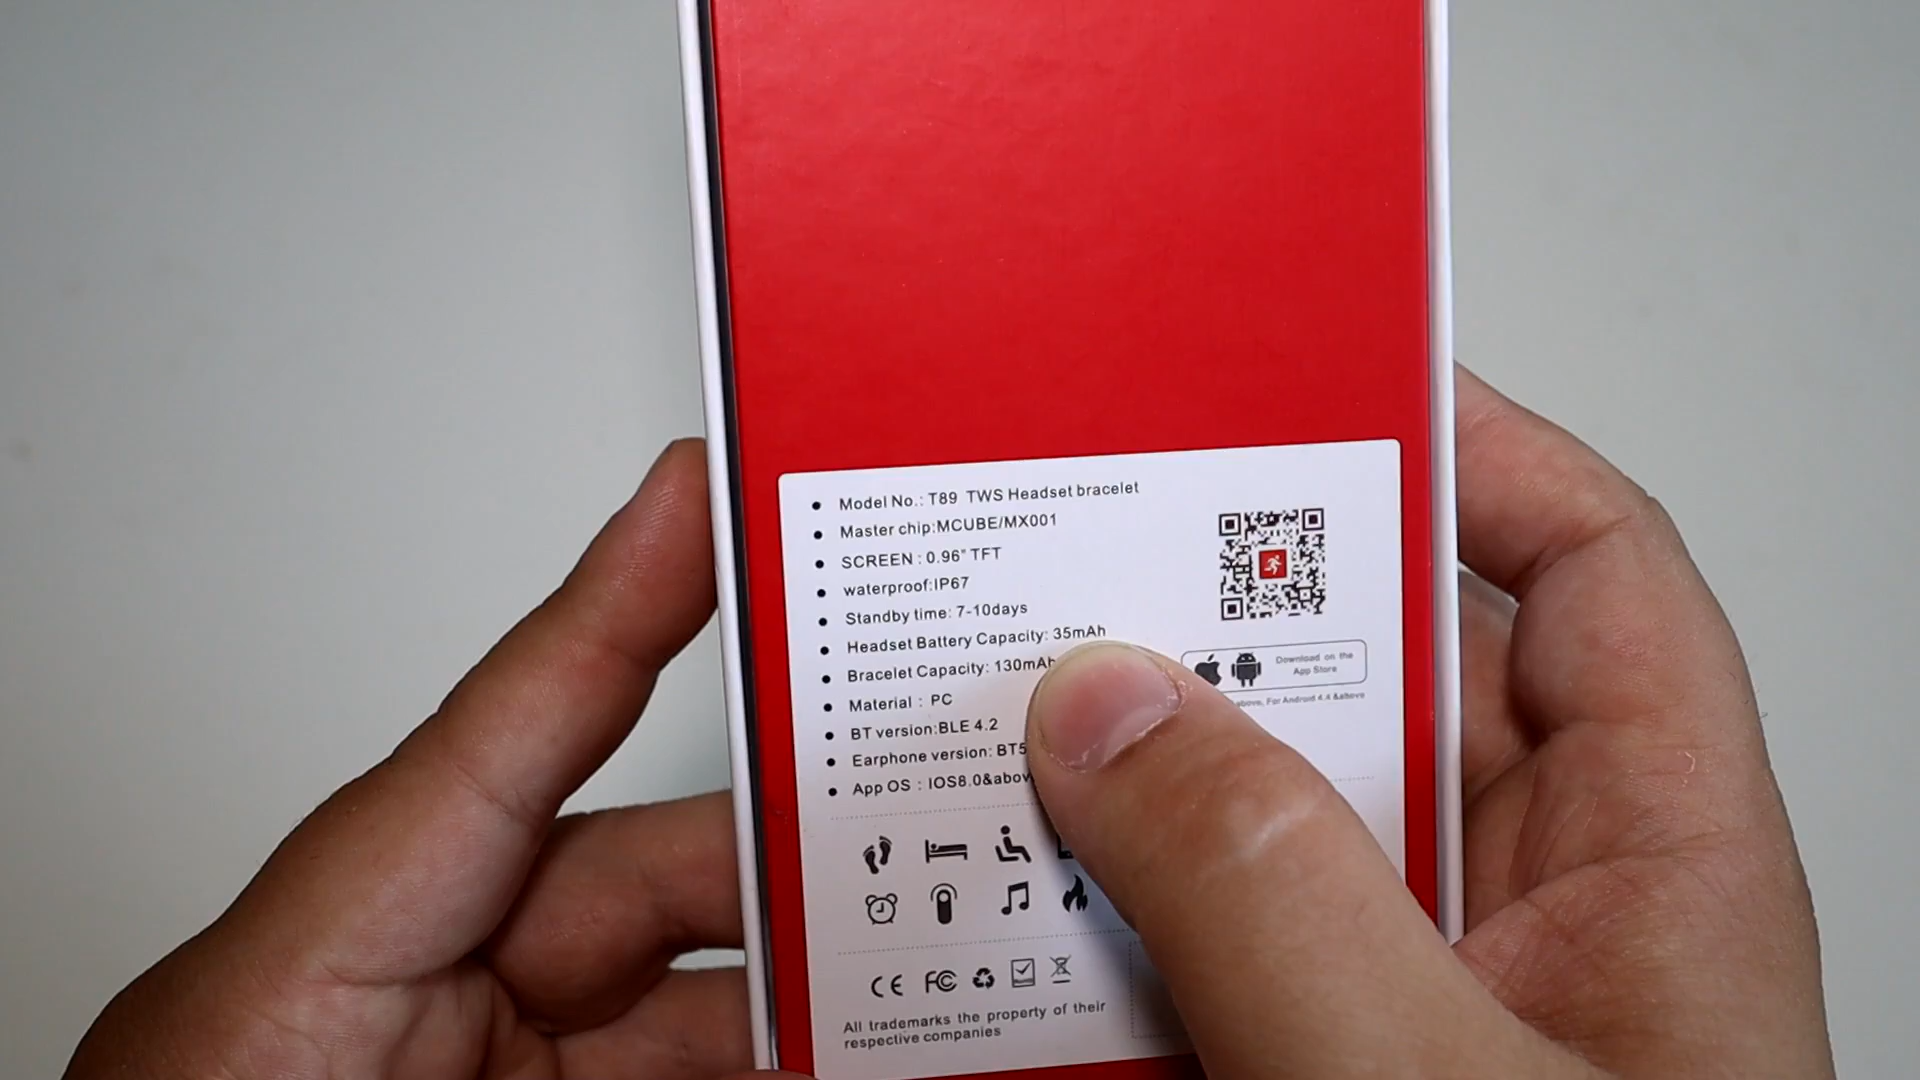 Model No.: T89 TWS Headset bracelet
Master chip:MCUBE/MX001
SCREEN : 0.96" TFT
waterproof:IP67
Standby time: 7-10days
Headset Battery Capacity: 35mAh
Bracelet Capacity: 130mAh
Material : PC
BT version:BLE 4.2
Earphone version: BT5
App OS : IOS8.0&abov
Download on the
App Store
above, For Android 4.4 &above
CE FC
All trademarks the property of their
respective companies